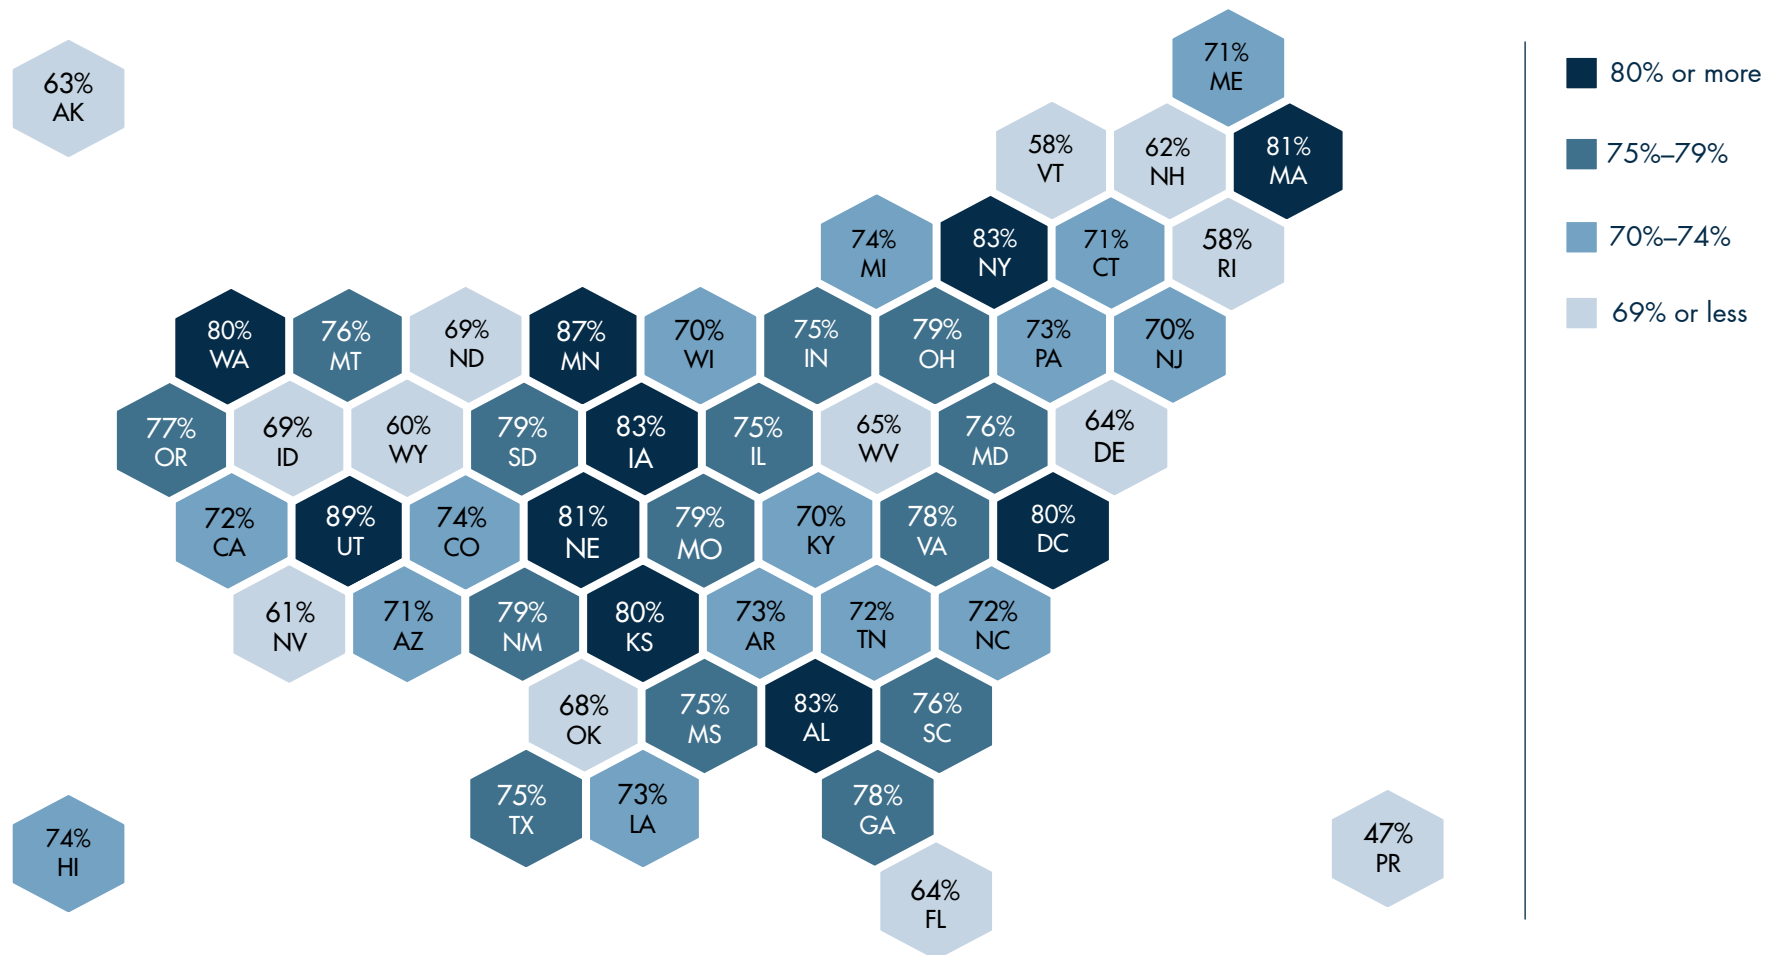 63%
AK
71%
ME
58%
VT
62%
NH
81%
MA
74%
MI
83%
NY
71%
CT
58%
RI
80%
WA
76%
MT
69%
ND
87%
MN
70%
WI
75%
IN
79%
OH
73%
PA
70%
NJ
77%
OR
69%
ID
60%
WY
79%
SD
83%
IA
75%
IL
65%
WV
76%
MD
64%
DE
72%
CA
89%
UT
74%
CO
81%
NE
79%
MO
70%
KY
78%
VA
80%
DC
61%
NV
71%
AZ
79%
NM
80%
KS
73%
AR
72%
TN
72%
NC
68%
OK
75%
MS
83%
AL
76%
SC
75%
TX
73%
LA
78%
GA
74%
HI
47%
PR
64%
FL
80% or more
75%–79%
70%–74%
69% or less